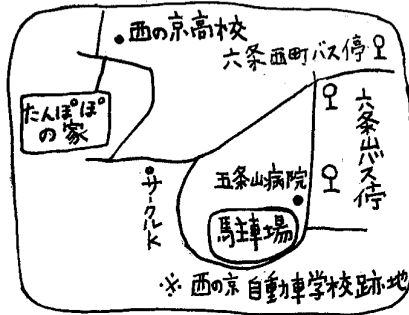 西の京高校
六条西町バス停
たんぽぽ
の家
六条山バス停
サークルK
五条山病院
駐車場
※ 西の京 自動車学校跡地